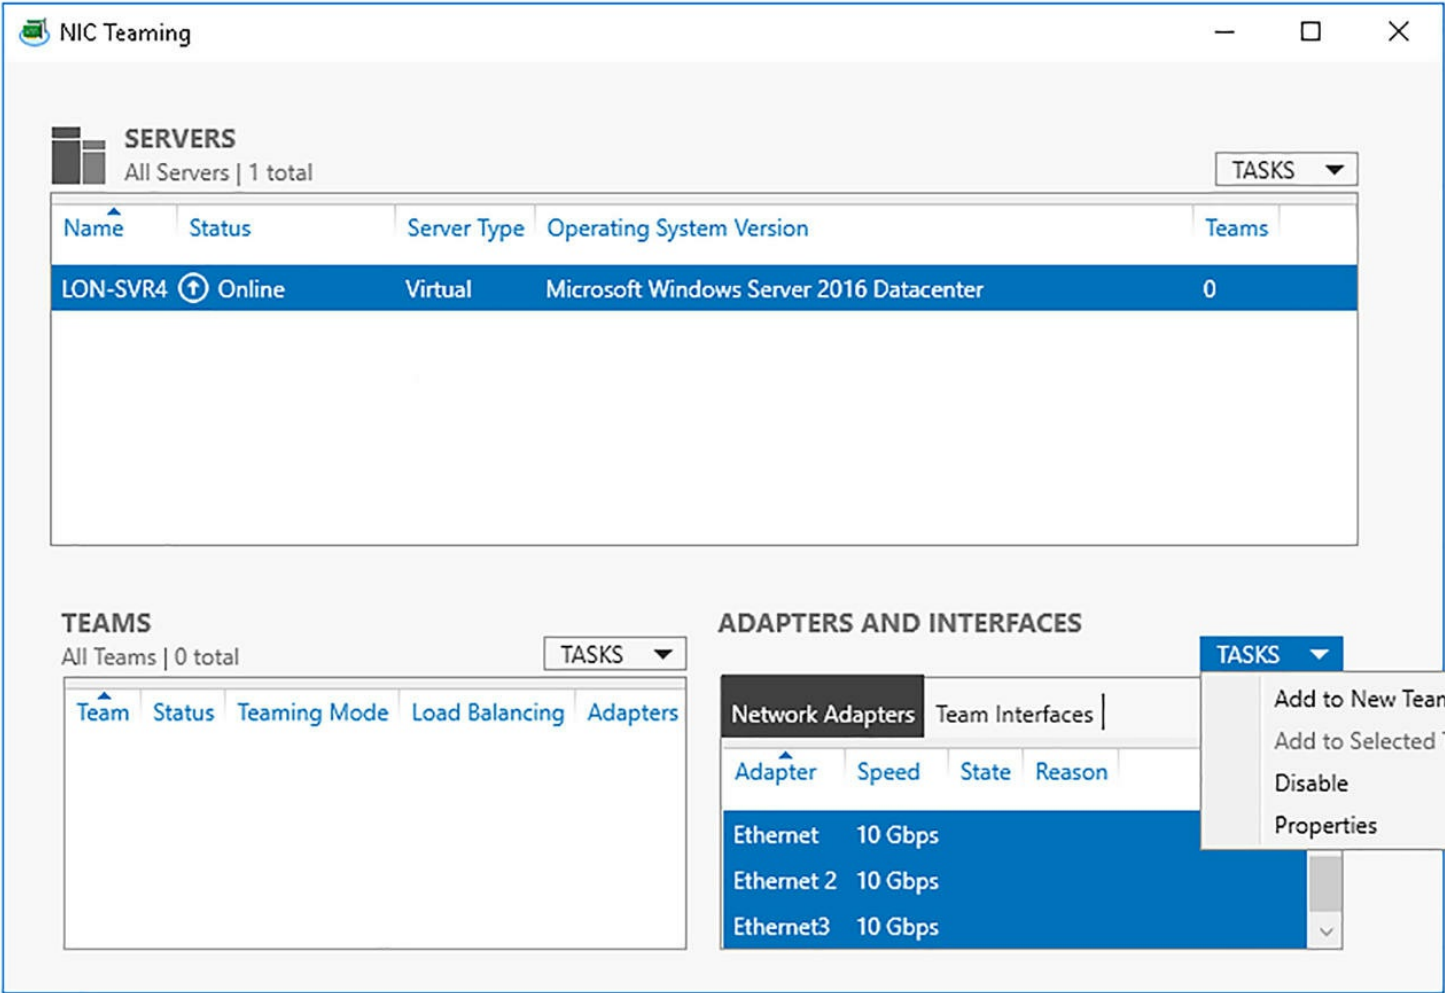 NIC Teaming
SERVERS
All Servers | 1 total
TASKS
Name Status Server Type Operating System Version Teams
LON-SVR4 Online Virtual Microsoft Windows Server 2016 Datacenter 0
TEAMS
All Teams | 0 total
TASKS
Team Status Teaming Mode Load Balancing Adapters
ADAPTERS AND INTERFACES
TASKS
Network Adapters Team Interfaces
Adapter Speed State Reason
Ethernet 10 Gbps
Ethernet 2 10 Gbps
Ethernet3 10 Gbps
Add to New Team
Add to Selected
Disable
Properties